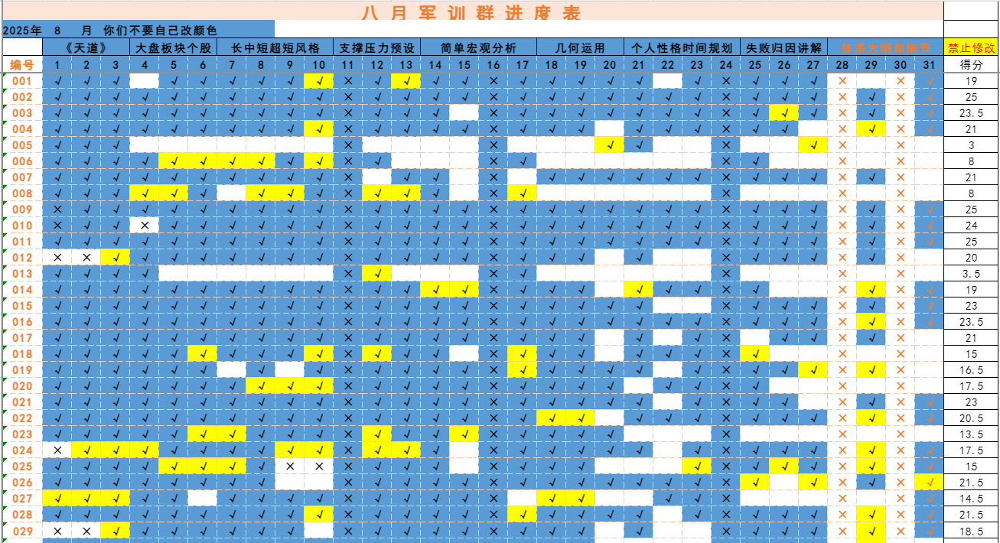 八月军训群进度表
2025年 8 月 你们不要自己改颜色
《天道》 大盘板块个股 长中短超短风格 支撑压力预设 简单宏观分析 几何运用 个人性格时间规划 失败归因讲解 体系大纲和细节 禁止修改
编号 1 2 3 4 5 6 7 8 9 10 11 12 13 14 15 16 17 18 19 20 21 22 23 24 25 26 27 28 29 30 31 得分
001 √ √ √ √ √ √ √ √ √ × √ √ √ √ × √ √ √ √ √ √ × √ √ √ × × √ 19
002 √ √ √ √ √ √ √ √ √ √ × √ √ √ √ × √ √ √ √ √ √ √ × √ √ √ × √ × √ 25
003 √ √ √ √ √ √ √ √ √ √ × √ √ √ × √ √ √ √ √ √ √ × √ √ √ × √ × √ 23.5
004 √ √ √ √ √ √ √ √ √ √ × √ √ √ √ × √ √ √ √ √ √ × √ √ × √ × √ 21
005 √ √ √ × × √ √ × √ × × 3
006 √ √ √ √ √ √ √ √ √ √ × √ × √ × √ × × 8
007 √ √ √ √ √ √ √ √ √ √ × √ √ × √ √ √ √ √ √ × √ √ √ × √ × 21
008 √ √ √ √ √ √ √ √ √ × √ √ √ × √ × × × 8
009 × √ √ √ √ √ √ √ √ √ × √ √ √ √ × √ √ √ √ √ √ √ × √ √ √ × √ × √ 25
010 × √ √ × √ √ √ √ √ √ × √ √ √ √ × √ √ √ √ √ √ √ × √ √ √ × √ × √ 24
011 √ √ √ √ √ √ √ √ √ √ × √ √ √ √ × √ √ √ √ √ √ √ × √ √ √ × √ × √ 25
012 × × √ √ √ √ √ √ √ √ × √ √ √ √ × √ √ √ √ × √ √ √ × √ × 20
013 √ √ √ √ × √ × √ × × × 3.5
014 √ √ √ √ √ √ √ √ √ √ × √ √ √ √ × √ √ √ √ √ √ × √ × √ × √ 19
015 √ √ √ √ √ √ √ √ √ √ × √ √ √ √ × √ √ √ √ √ × √ √ √ × √ × √ 23
016 √ √ √ √ √ √ √ √ √ √ × √ √ √ √ × √ √ √ √ √ √ √ × √ √ √ × √ × √ 23.5
017 √ √ √ √ √ √ √ √ √ √ × √ √ √ √ × √ √ √ √ √ × √ √ × √ × 21
018 √ √ √ √ √ √ √ √ √ √ × √ √ √ × √ √ √ √ √ √ × √ × × 15
019 √ √ √ √ √ √ √ √ × √ √ √ √ × √ √ √ √ √ √ × √ √ √ × √ × 16.5
020 √ √ √ √ √ √ √ √ √ √ × √ √ √ √ × √ √ √ √ √ √ × √ × × 17.5
021 √ √ √ √ √ √ √ √ √ √ × √ √ √ √ × √ √ √ √ √ √ × √ √ × √ × √ 23
022 √ √ √ √ √ √ √ √ √ √ × √ √ √ √ × √ √ √ √ √ √ × √ √ √ × √ × √ 20.5
023 √ √ √ √ √ √ √ √ √ √ × √ √ √ √ × √ √ √ √ × × × 13.5
024 × √ √ √ √ √ √ √ √ √ × √ √ √ × √ √ √ √ √ √ × √ √ √ × √ × √ 17.5
025 √ √ √ √ √ √ √ √ × × × √ √ √ × √ √ √ √ × √ √ √ × √ × √ 15
026 √ √ √ √ √ √ √ √ × √ √ √ √ × √ √ √ √ √ √ √ × √ √ × √ × √ 21.5
027 √ √ √ √ √ √ √ √ √ × √ √ √ √ × √ √ √ √ × × × √ 14.5
028 √ √ √ √ √ √ √ √ √ √ × √ √ √ √ × √ √ √ √ √ √ × √ √ √ × √ × √ 21.5
029 × × √ √ √ √ √ √ √ × √ √ √ √ × √ √ √ √ × √ √ √ × √ × √ 18.5